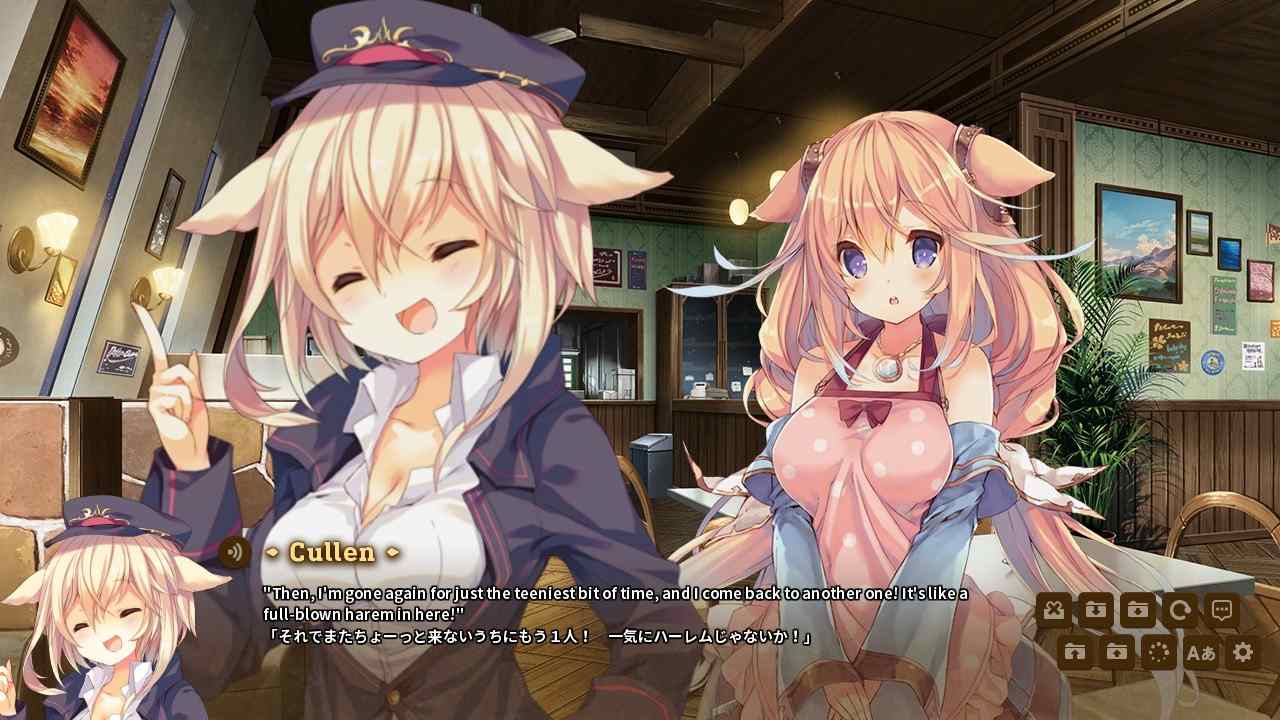 Cullen
"Then, I'm gone again for just the teeniest bit of time, and I come back to another one! It's like a
full-blown harem in here!"
「それでまたちょーっと来ないうちにもう１人！　一気にハーレムじゃないか！」
Aあ